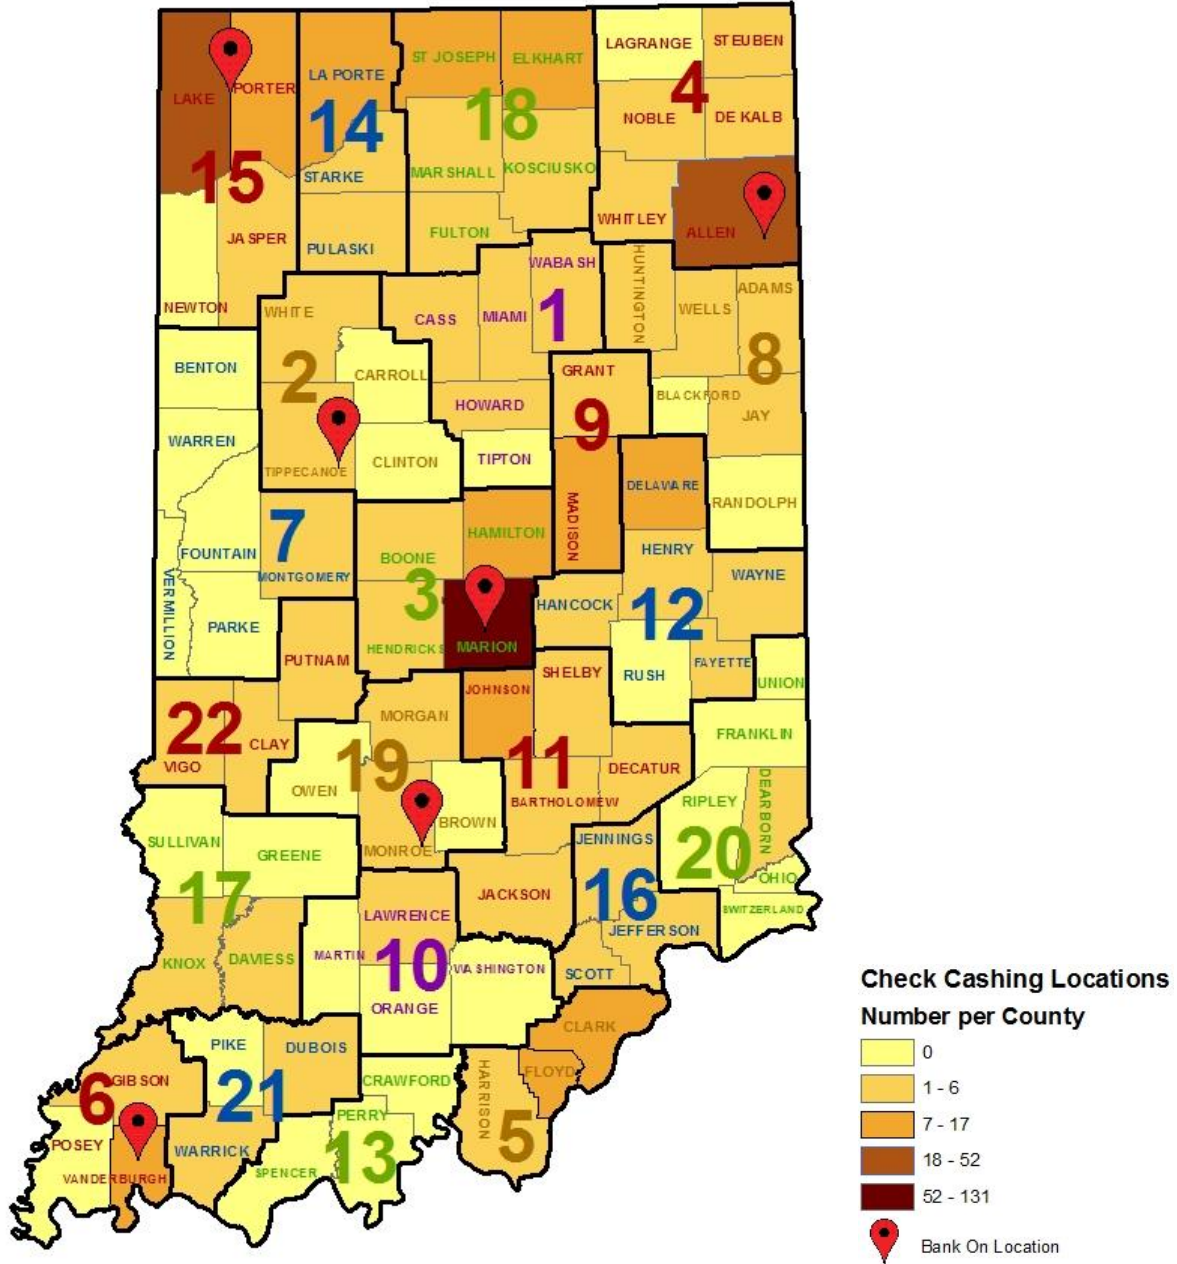 LAGRANGE
STEUBEN
ST JOSEPH
ELKHART
LA PORTE
LAKE
PORTER
4
14
18
NOBLE
DE KALB
15
STARKE
MARSHALL
KOSCIUSKO
WHITLEY
ALLEN
JASPER
PULASKI
FULTON
WABASH
HUNTINGTON
ADAMS
NEWTON
WHITE
CASS
MIAMI
1
WELLS
8
BENTON
2
CARROLL
GRANT
BLACKFORD
JAY
HOWARD
9
WARREN
TIPPECANOE
CLINTON
TIPTON
DELAWARE
RANDOLPH
MADISON
7
FOUNTAIN
MONTGOMERY
BOONE
HAMILTON
HENRY
WAYNE
VERMILLION
3
HANCOCK
12
PARKE
HENDRICKS
MARION
PUTNAM
SHELBY
RUSH
FAYETTE
UNION
JOHNSON
22
CLAY
VIGO
MORGAN
19
11
DECATUR
FRANKLIN
OWEN
BARTHOLOMEW
RIPLEY
DEARBORN
BROWN
MONROE
SULLIVAN
GREENE
JENNINGS
20
OHIO
17
JACKSON
16
SWITZERLAND
LAWRENCE
JEFFERSON
KNOX
DAVIESS
MARTIN
10
WASHINGTON
SCOTT
ORANGE
CLARK
PIKE
DUBOIS
FLOYD
GIBSON
6
21
CRAWFORD
HARRISON
5
PERRY
POSEY
WARRICK
13
SPENCER
VANDERBURGH
Check Cashing Locations
Number per County
0
1 - 6
7 - 17
18 - 52
52 - 131
Bank On Location